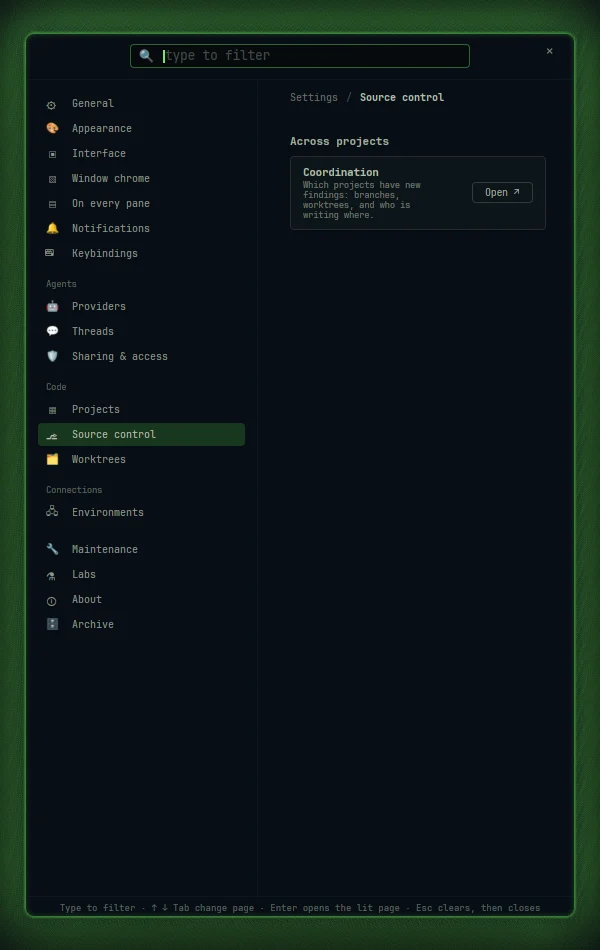 type to filter
×
General
Appearance
Interface
Window chrome
On every pane
Notifications
Keybindings
Agents
Providers
Threads
Sharing & access
Code
Projects
Source control
Worktrees
Connections
Environments
Maintenance
Labs
About
Archive
Settings / Source control
Across projects
Coordination
Which projects have new
findings: branches,
worktrees, and who is
writing where.
Open ↗
Type to filter · ↑ ↓ Tab change page · Enter opens the lit page · Esc clears, then closes